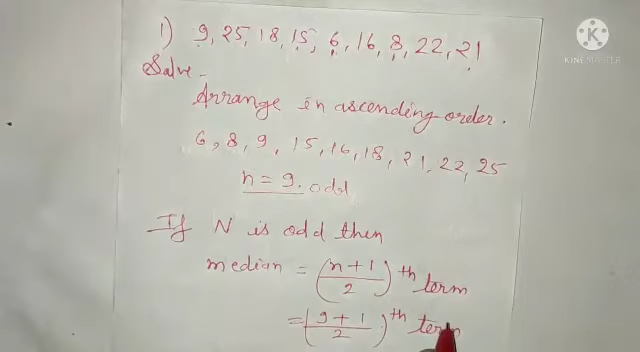 1) 9, 25, 18, 15, 6, 16, 8, 22, 21
Solve -
Arrange in ascending order.
6, 8, 9, 15, 16, 18, 21, 22, 25
n = 9. odd
If N is odd then
median = (n+1/2)th term
= (9+1/2)th term
KINEMASTER